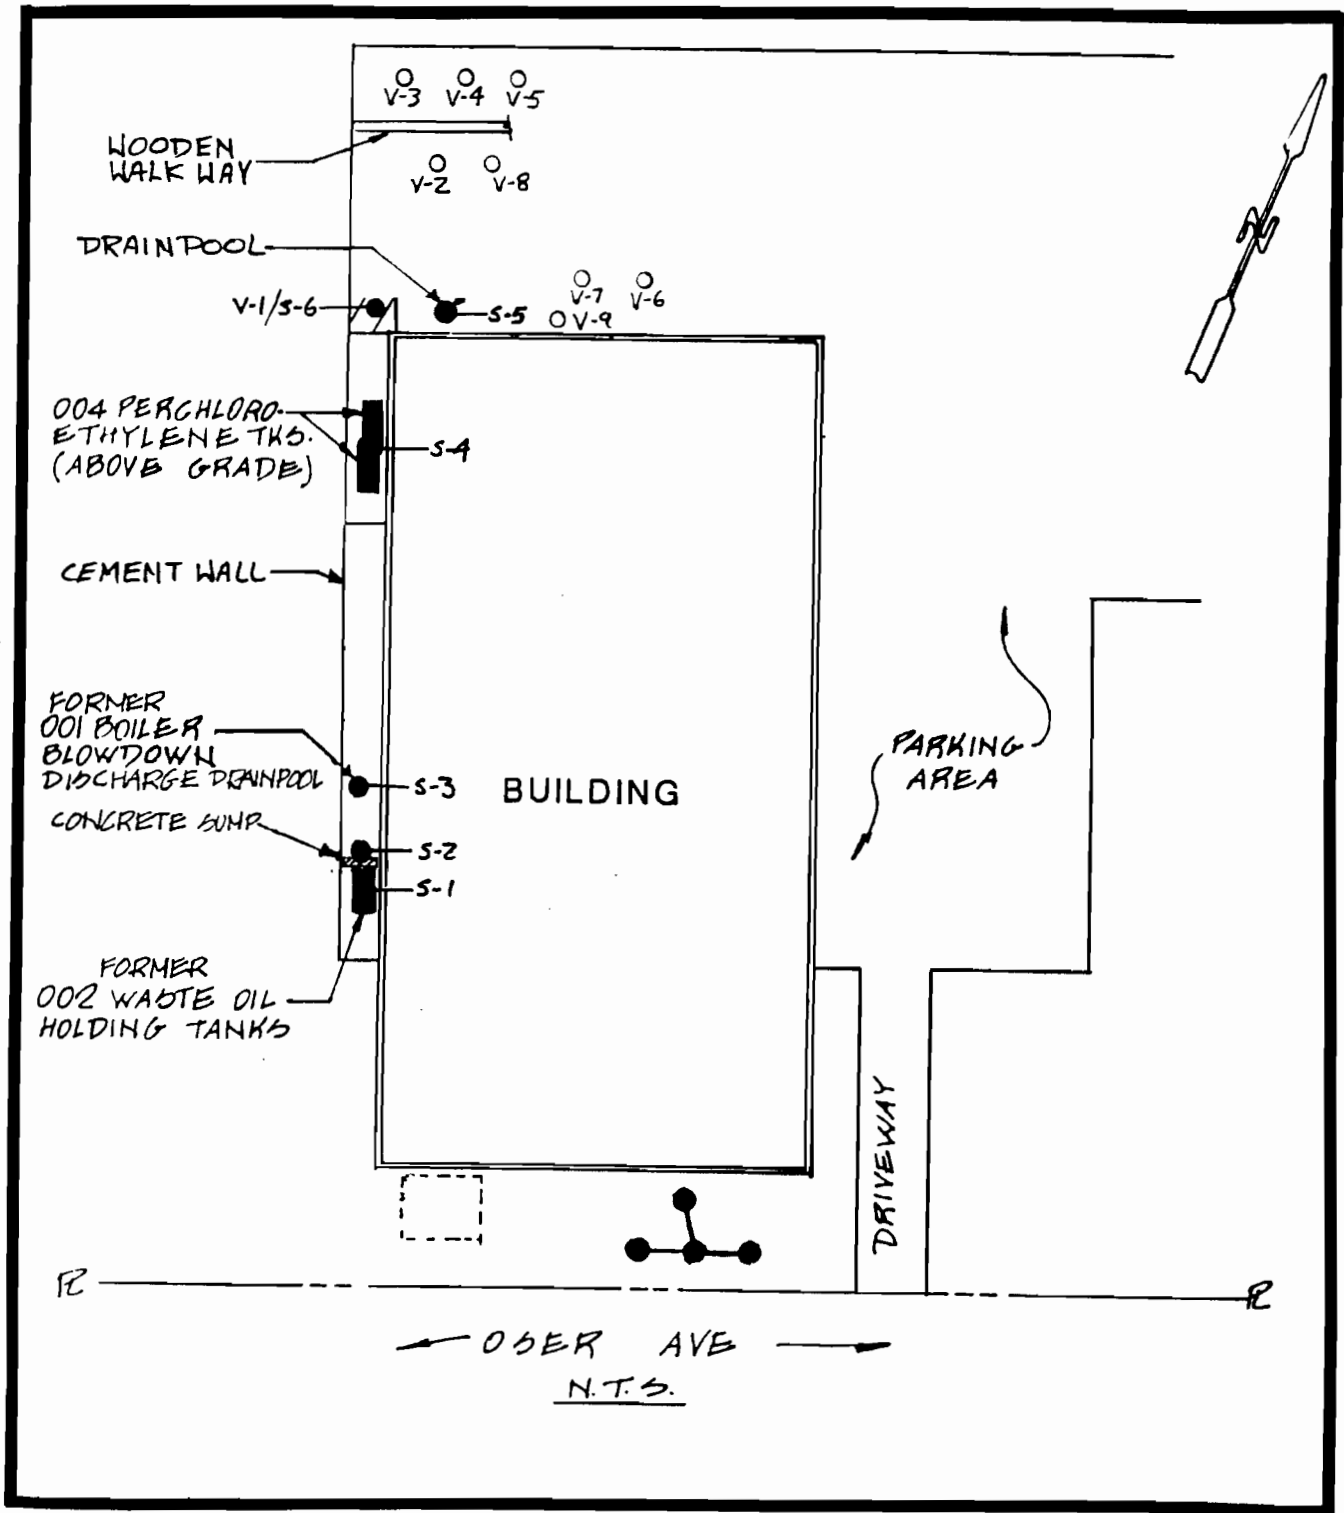 V-3 V-4 V-5
WOODEN
WALK WAY
V-2 V-8
N
DRAINPOOL
V-7 V-6
V-1/S-6
S-5
V-9
004 PERCHLORO-
ETHYLENE TKS.
(ABOVE GRADE)
S-4
CEMENT WALL
FORMER
001 BOILER
BLOWDOWN
DISCHARGE DRAINPOOL
S-3
BUILDING
PARKING
AREA
CONCRETE SUMP
S-2
S-1
FORMER
002 WASTE OIL
HOLDING TANKS
DRIVEWAY
PL
PL
OSER AVE
N.T.S.